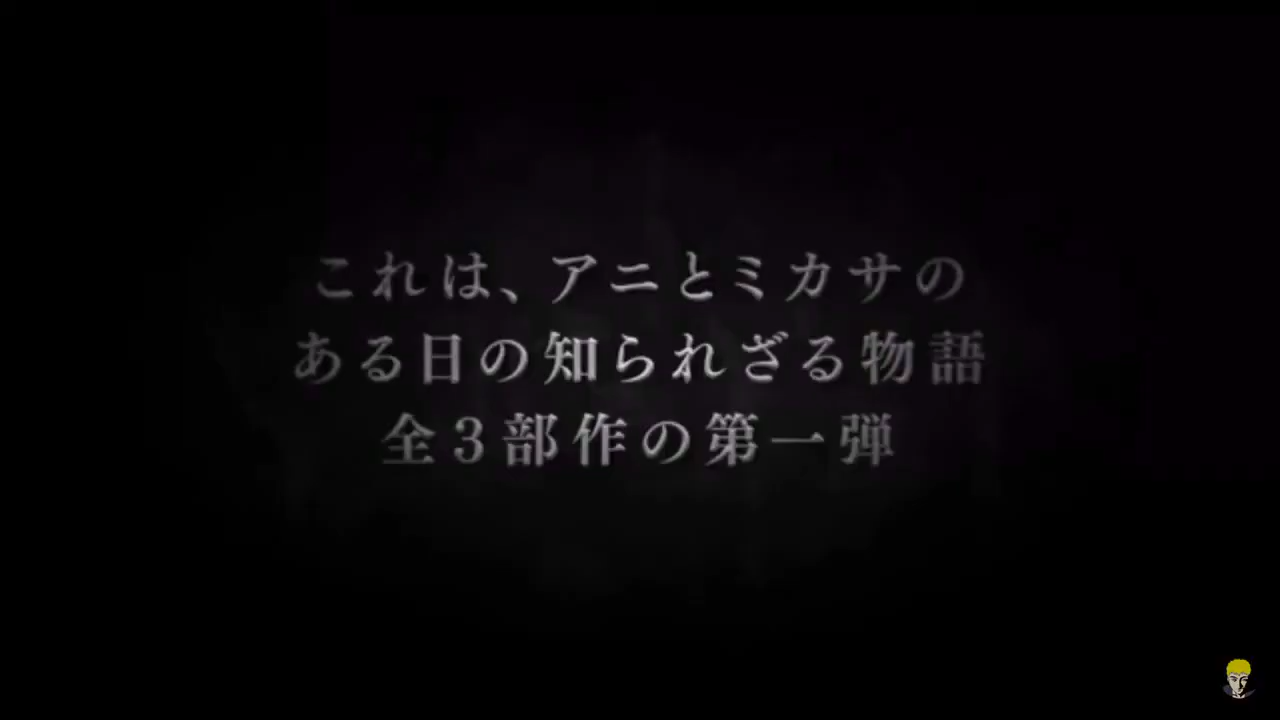 これは、アニとミカサの
ある日の知られざる物語
全3部作の第一弾